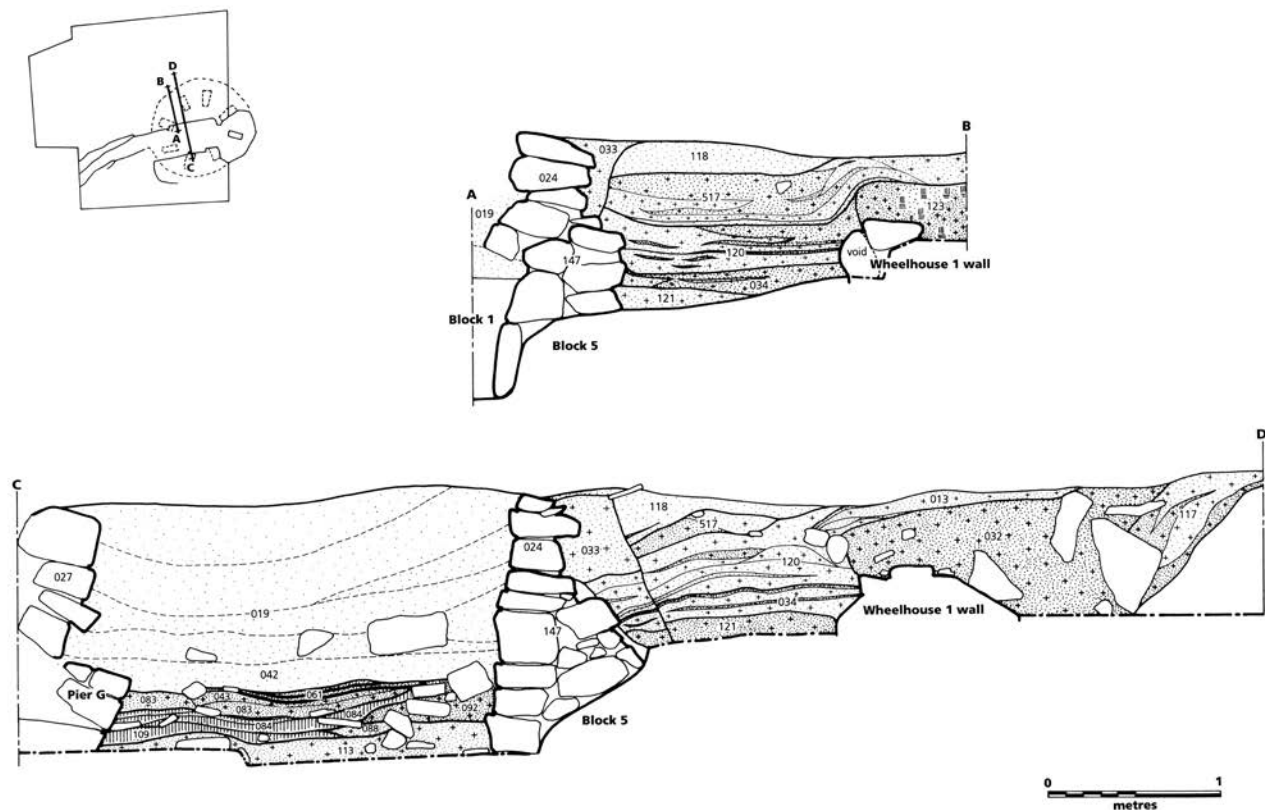 D
B
A
C
B
033
118
024
A
517
019
123
void
120
147
Wheelhouse 1 wall
034
121
Block 1
Block 5
D
C
013
118
117
517
024
033
032
027
120
019
034
Wheelhouse 1 wall
147
121
042
Pier G
083
043
061
083
084
092
084
088
109
113
Block 5
0
1
metres